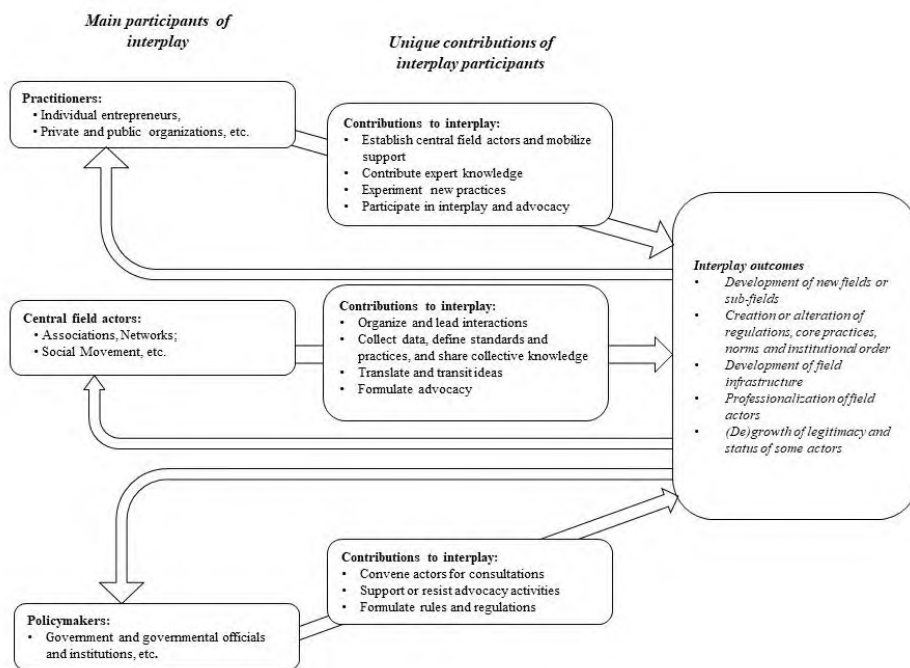 Main participants of
interplay
Unique contributions of
interplay participants
Practitioners:
• Individual entrepreneurs,
• Private and public organizations, etc.
Contributions to interplay:
• Establish central field actors and mobilize
support
• Contribute expert knowledge
• Experiment new practices
• Participate in interplay and advocacy
Central field actors:
• Associations, Networks;
• Social Movement, etc.
Contributions to interplay:
• Organize and lead interactions
• Collect data, define standards and
practices, and share collective knowledge
• Translate and transit ideas
• Formulate advocacy
Interplay outcomes
• Development of new fields or
sub-fields
• Creation or alteration of
regulations, core practices,
norms and institutional order
• Development of field
infrastructure
• Professionalization of field
actors
• (De)growth of legitimacy and
status of some actors
Contributions to interplay:
• Convene actors for consultations
• Support or resist advocacy activities
• Formulate rules and regulations
Policymakers:
• Government and governmental officials
and institutions, etc.